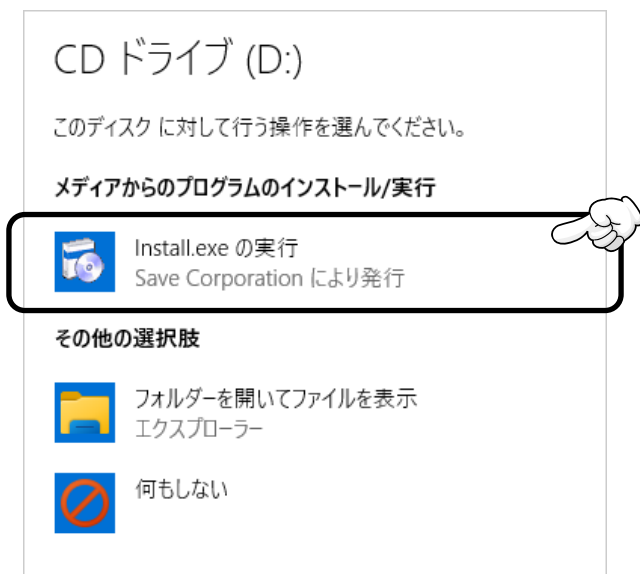 CD ドライブ (D:)
このディスク に対して行う操作を選んでください。
メディアからのプログラムのインストール/実行
Install.exe の実行
Save Corporation により発行
その他の選択肢
フォルダーを開いてファイルを表示
エクスプローラー
何もしない